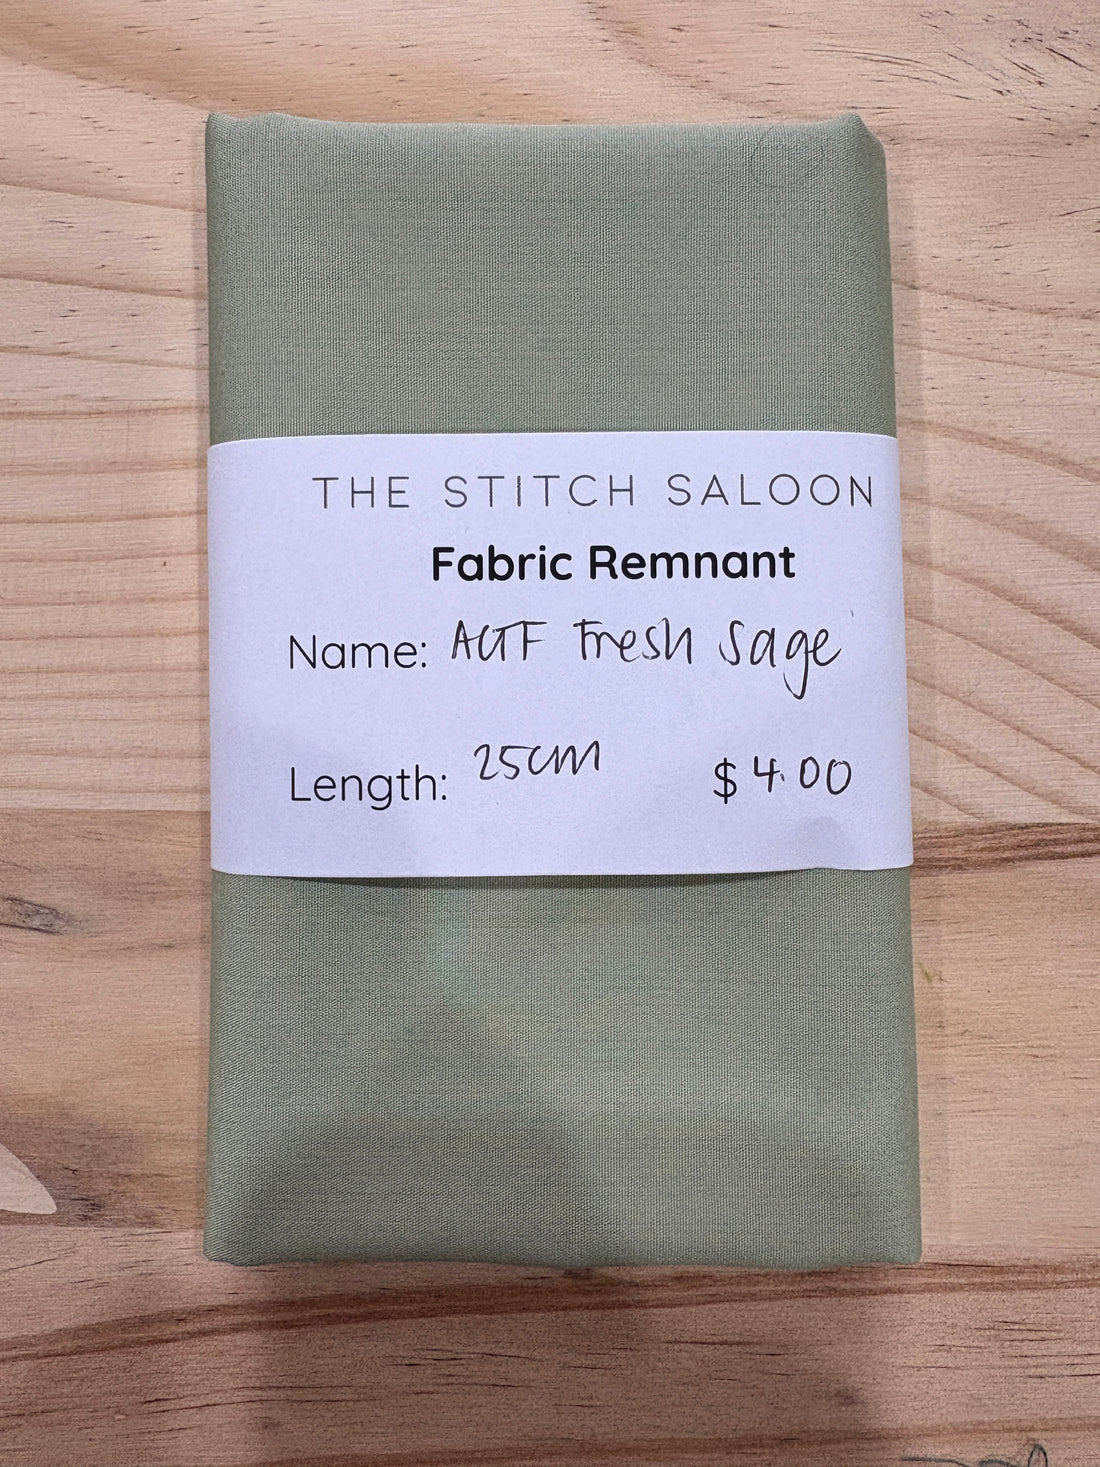 THE STITCH SALOON
Fabric Remnant
Name: AGF Fresh Sage
Length: 25cm $4.00